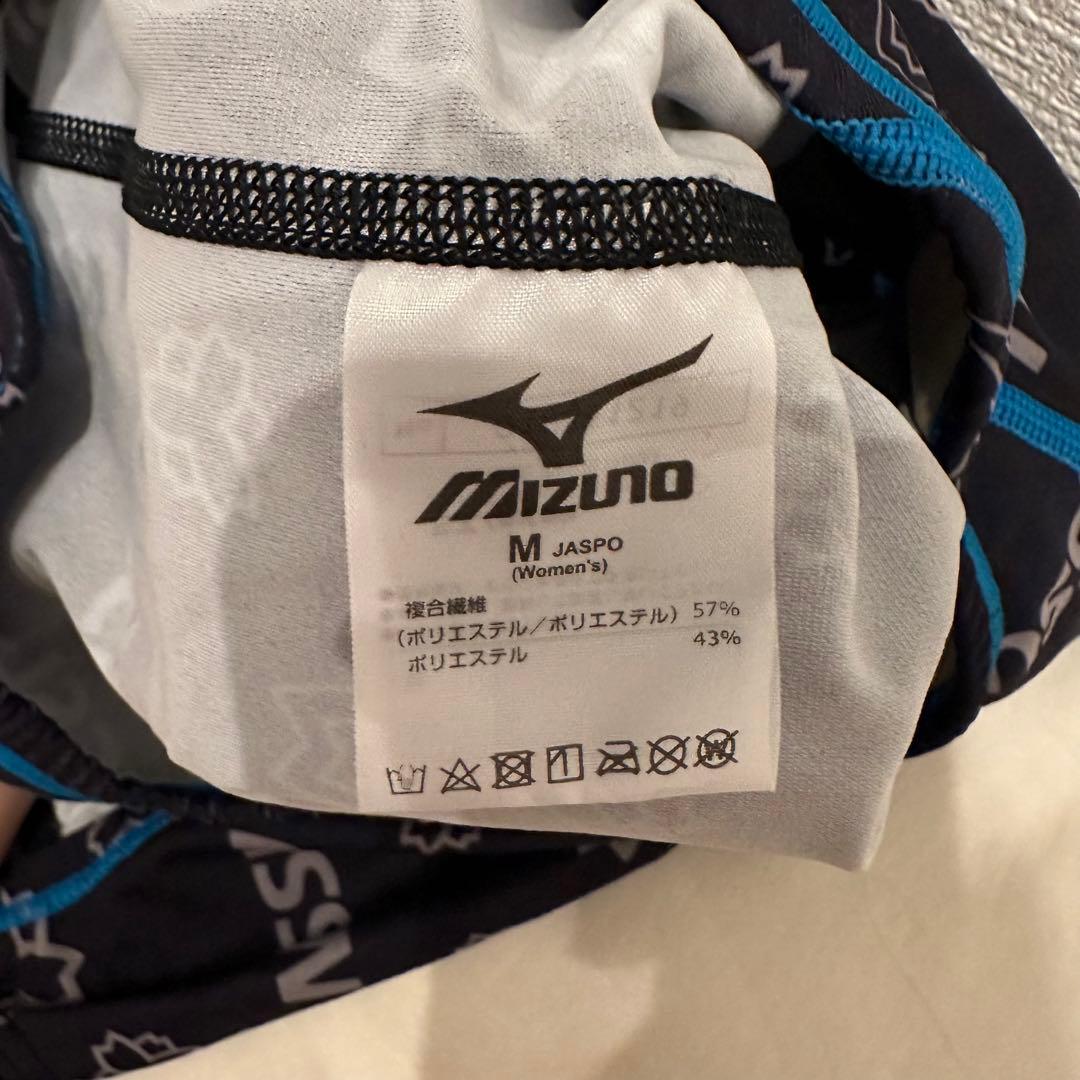 MIZUNO
M JASPO
(Women's)
複合繊維
(ポリエステル/ポリエステル) 57%
ポリエステル 43%